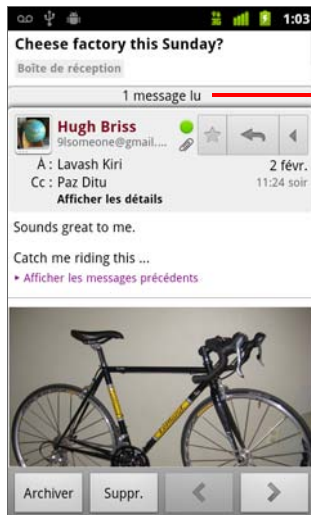 1:03
Cheese factory this Sunday?
Boîte de réception
1 message lu
Hugh Briss
9lsomeone@gmail....
À : Lavash Kiri
2 févr.
Cc : Paz Ditu
11:24 soir
Afficher les détails
Sounds great to me.
Catch me riding this ...
▸ Afficher les messages précédents
Archiver
Suppr.